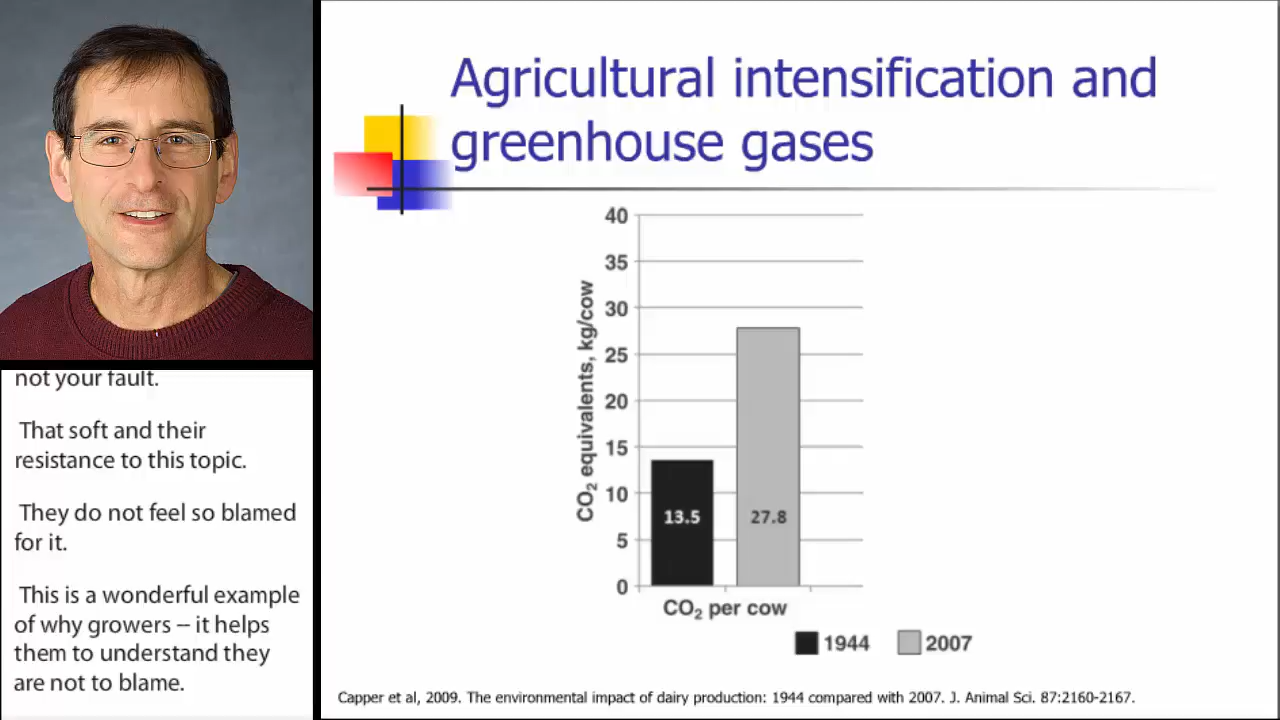 Agricultural intensification and
greenhouse gases
40
35
30
25
20
15
10
5
0
CO₂ equivalents, kg/cow
13.5
27.8
CO₂ per cow
1944
2007
Capper et al, 2009. The environmental impact of dairy production: 1944 compared with 2007. J. Animal Sci. 87:2160-2167.
not your fault.
That soft and their
resistance to this topic.
They do not feel so blamed
for it.
This is a wonderful example
of why growers -- it helps
them to understand they
are not to blame.